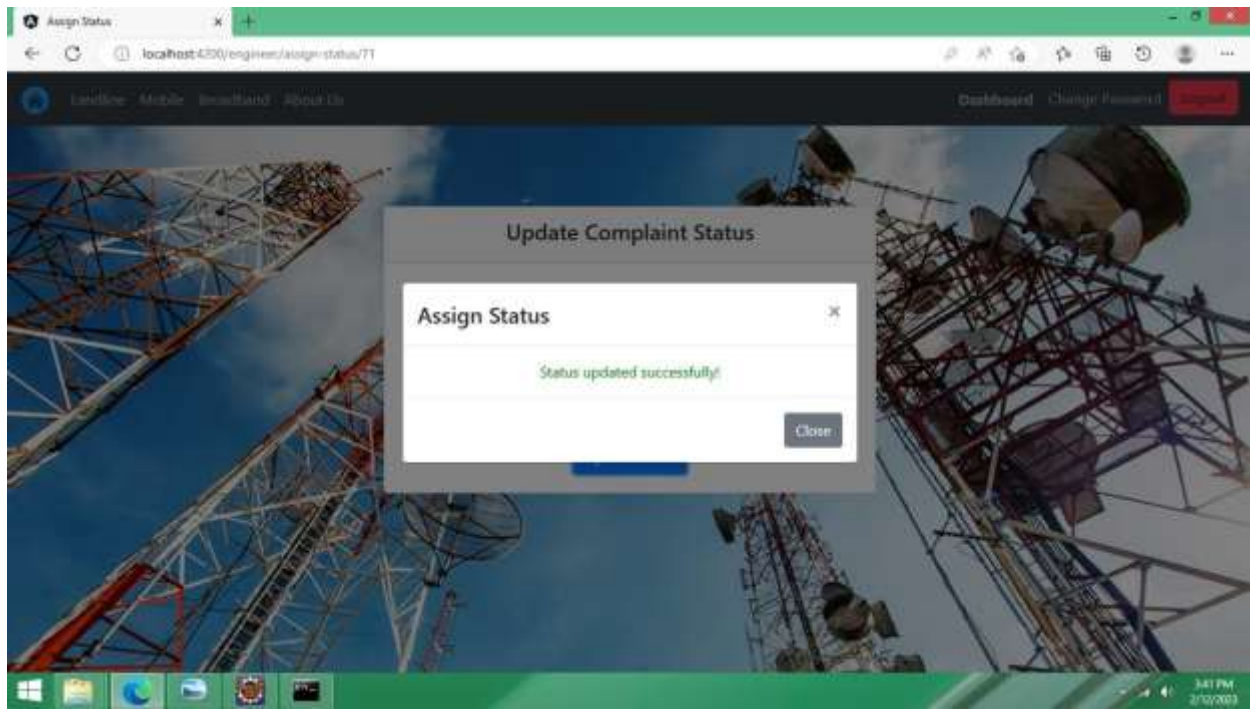 Assign Status
localhost:4200/engineer/assign-status/71
Landline Mobile Broadband About Us
Dashboard Change Password Logout
Update Complaint Status
Assign Status
Status updated successfully!
Close
3:41 PM
2/12/2023